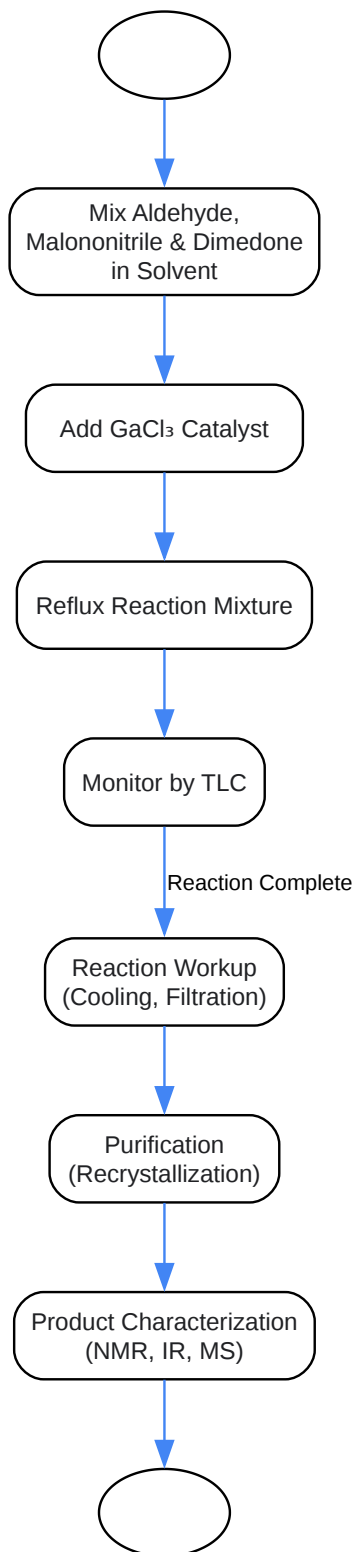 Mix Aldehyde,
Malononitrile & Dimedone
in Solvent
Add GaCl₃ Catalyst
Reflux Reaction Mixture
Monitor by TLC
Reaction Complete
Reaction Workup
(Cooling, Filtration)
Purification
(Recrystallization)
Product Characterization
(NMR, IR, MS)